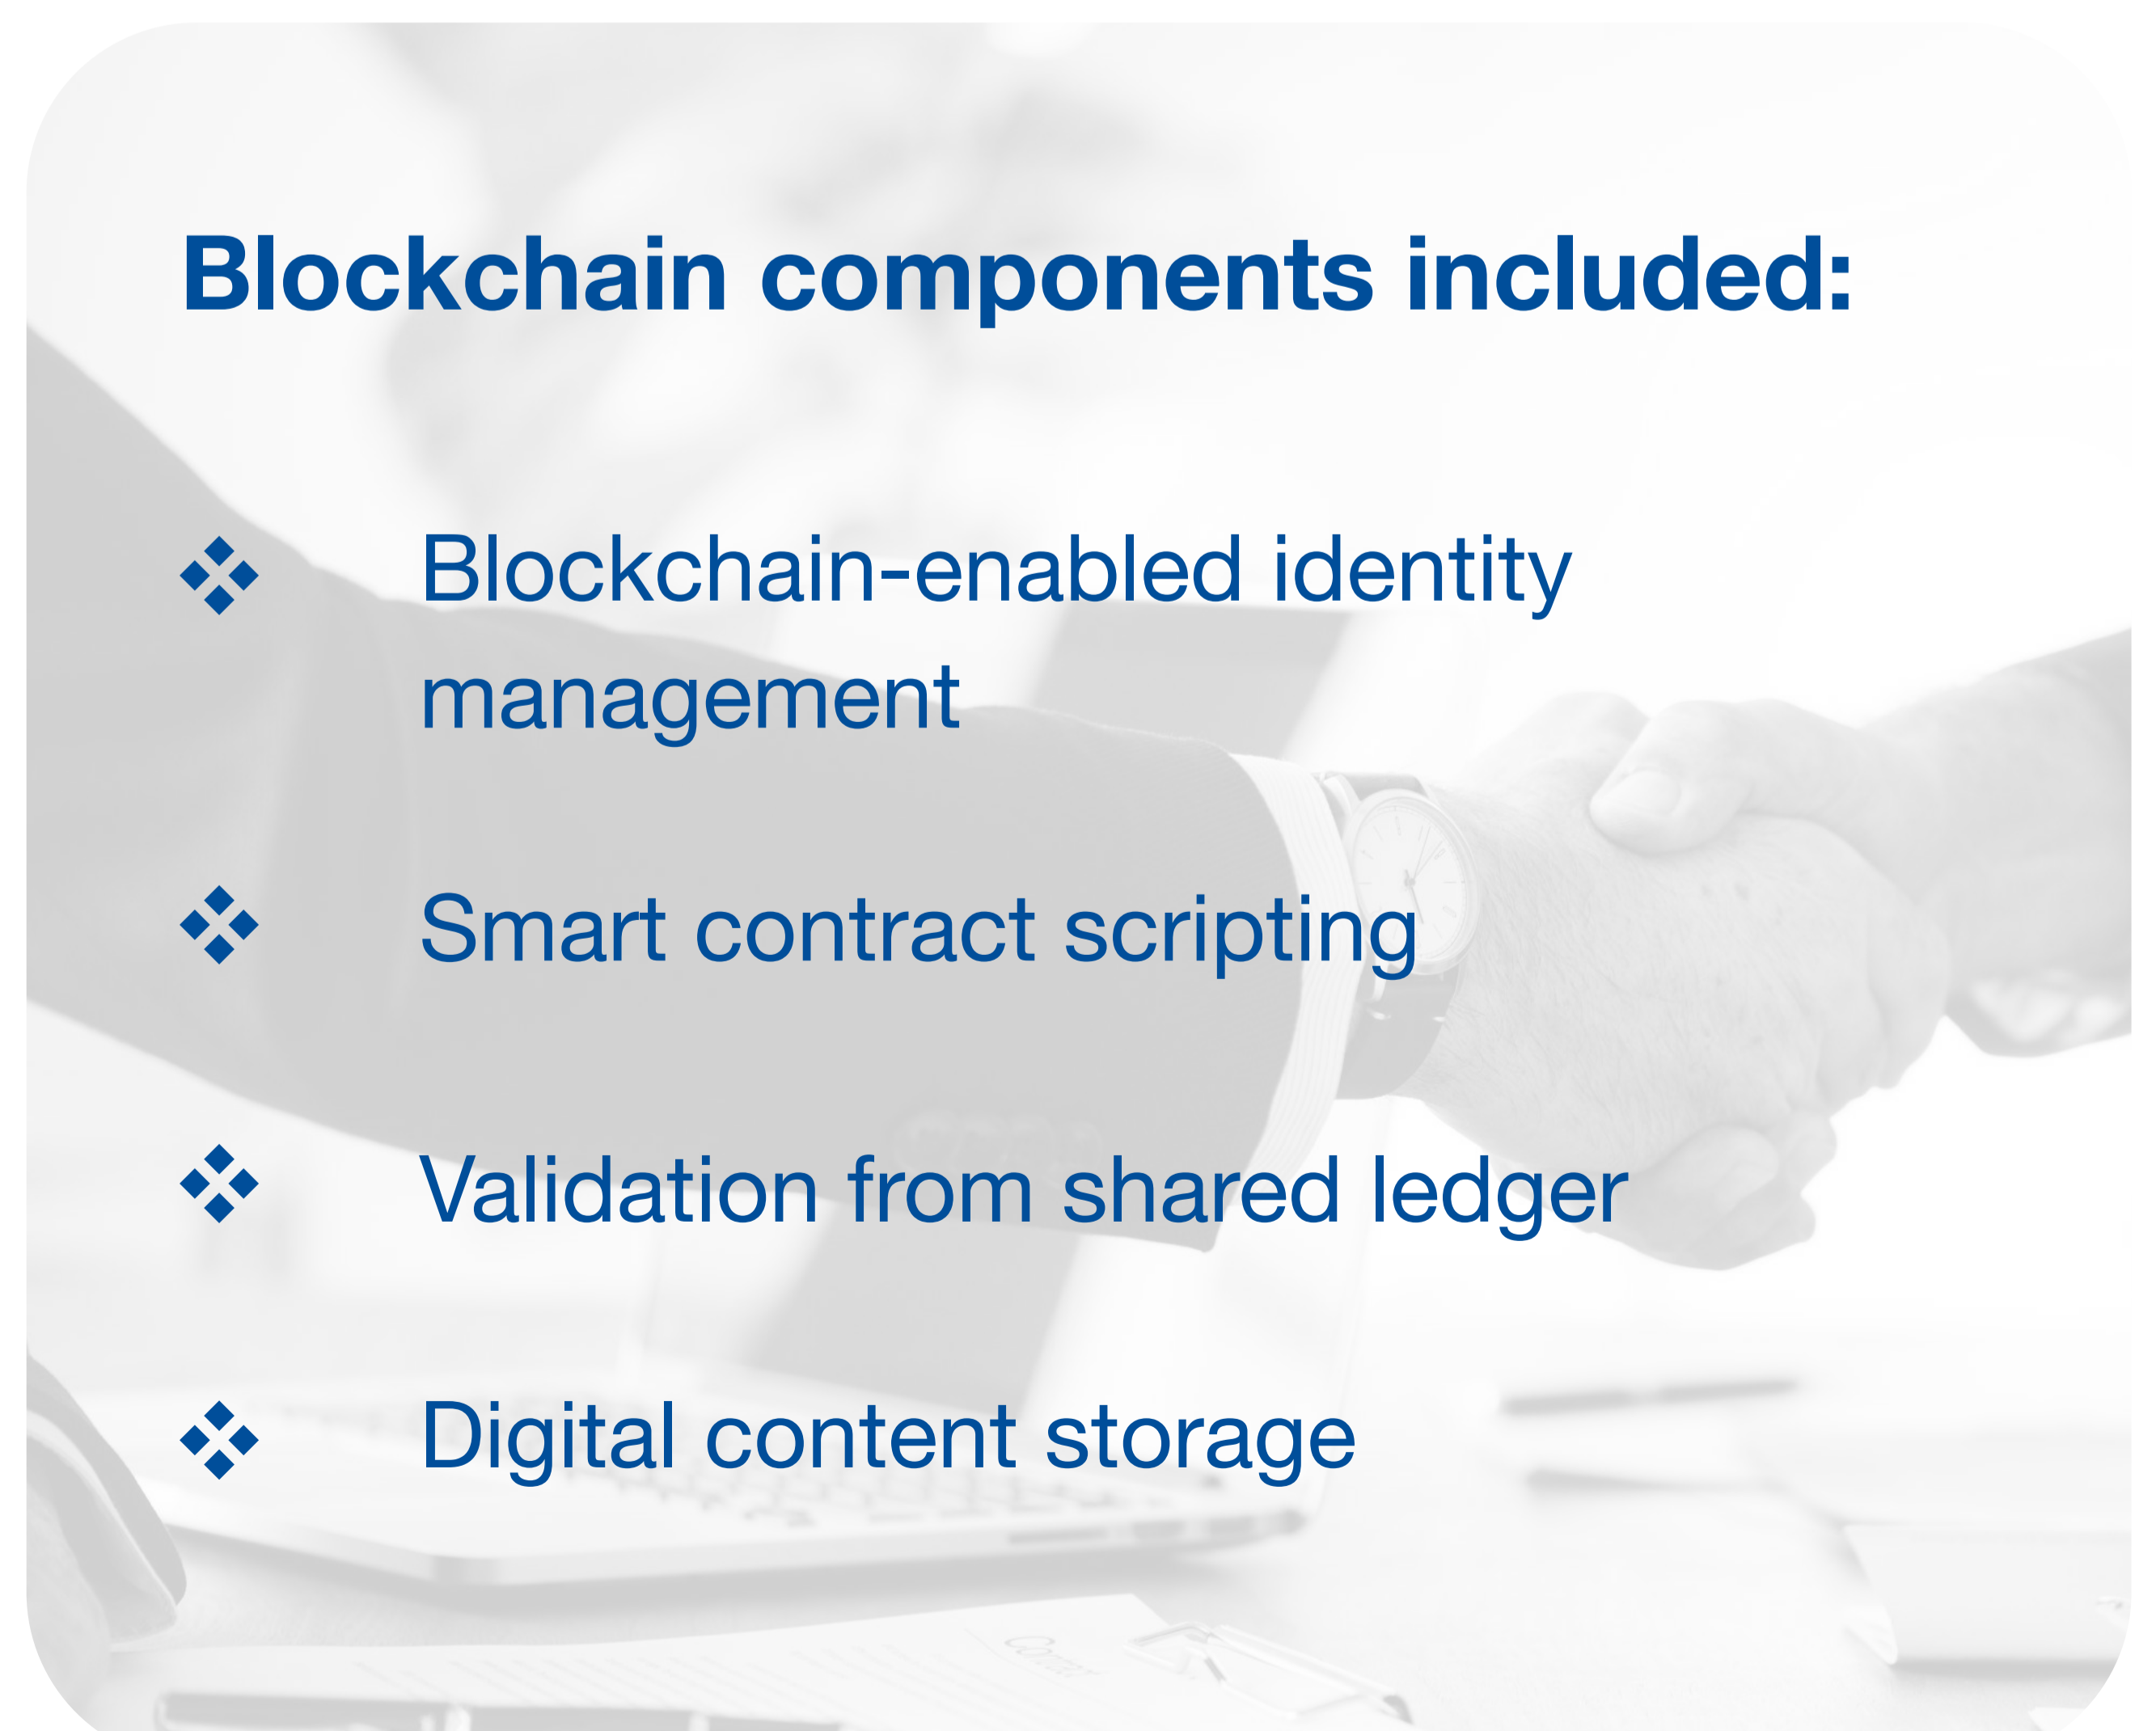 Blockchain components included:
Blockchain-enabled identity
management
Smart contract scripting
Validation from shared ledger
Digital content storage